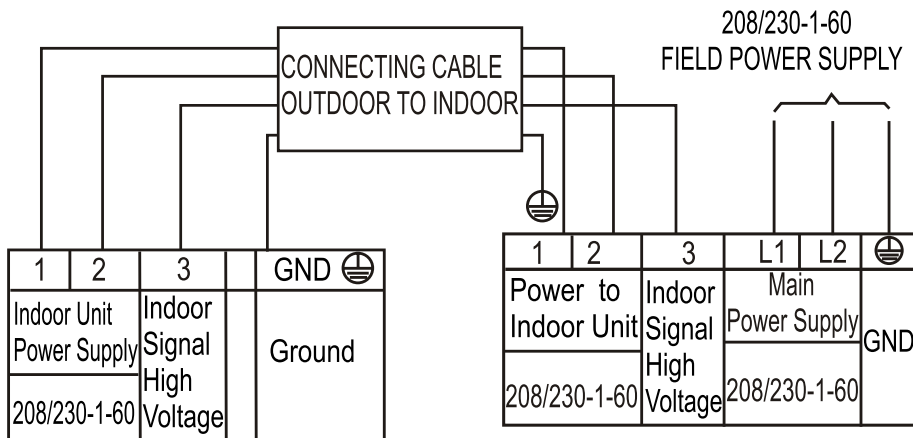 208/230-1-60
FIELD POWER SUPPLY
CONNECTING CABLE
OUTDOOR TO INDOOR
1 2 3 GND
Indoor Unit
Power Supply
208/230-1-60
Indoor
Signal
High
Voltage
Ground
1 2 3 L1 L2
Power to
Indoor Unit
208/230-1-60
Indoor
Signal
High
Voltage
Main
Power Supply
208/230-1-60
GND